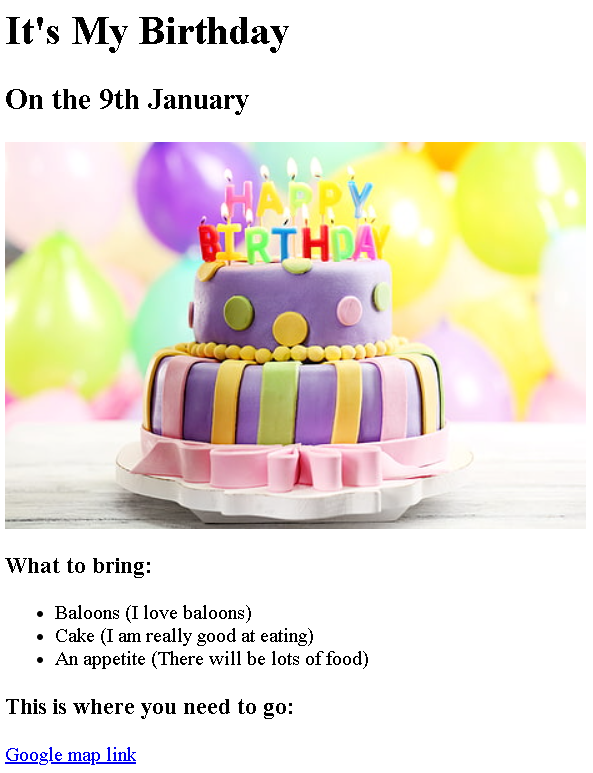 It's My Birthday
On the 9th January
HAPPY
BIRTHDAY
What to bring:
Baloons (I love baloons)
Cake (I am really good at eating)
An appetite (There will be lots of food)
This is where you need to go:
Google map link